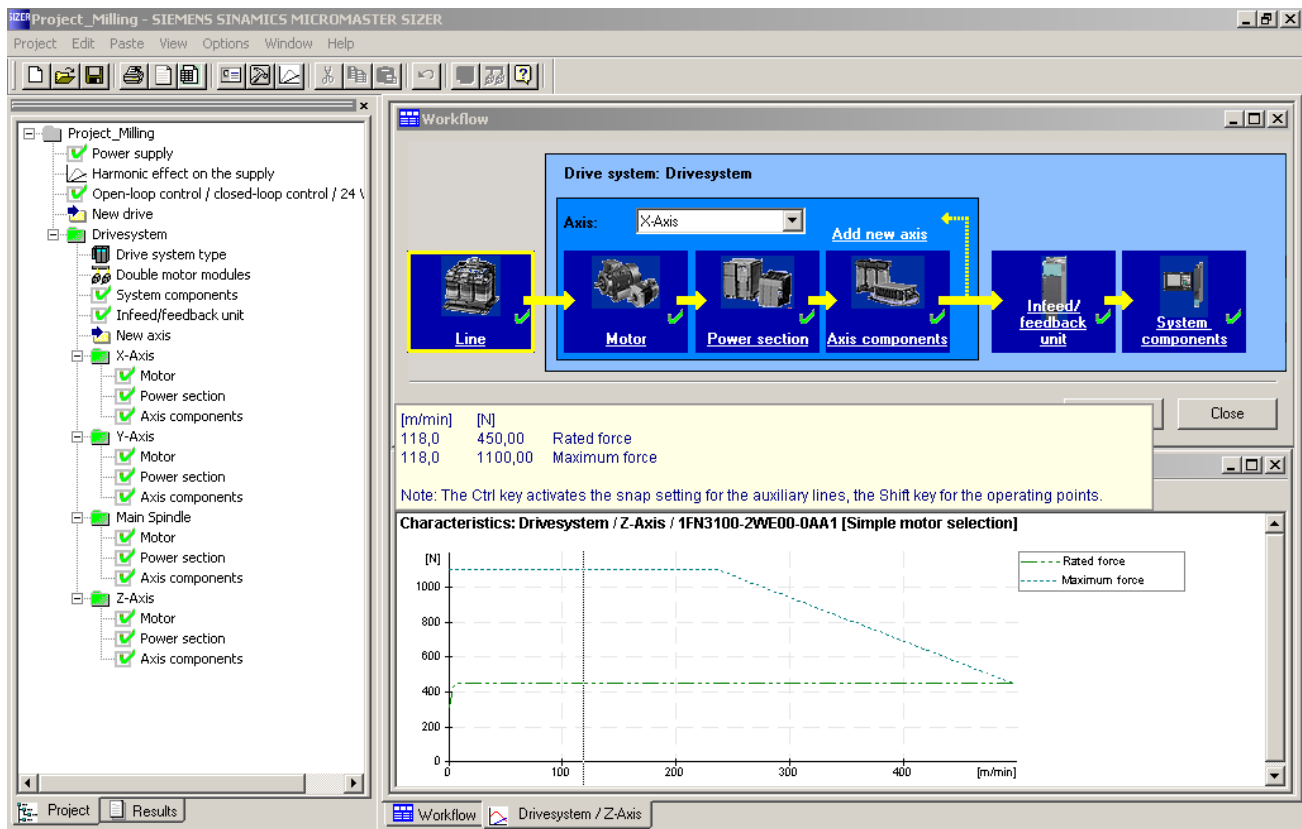 SIZER Project_Milling - SIEMENS SINAMICS MICROMASTER SIZER
Project Edit Paste View Options Window Help
Project_Milling
Power supply
Harmonic effect on the supply
Open-loop control / closed-loop control / 24 V
New drive
Drivesystem
Drive system type
Double motor modules
System components
Infeed/feedback unit
New axis
X-Axis
Motor
Power section
Axis components
Y-Axis
Motor
Power section
Axis components
Main Spindle
Motor
Power section
Axis components
Z-Axis
Motor
Power section
Axis components
Project Results
Workflow
Drive system: Drivesystem
Axis: X-Axis
Add new axis
Line
Motor
Power section
Axis components
Infeed/
feedback
unit
System
components
Close
[m/min] [N]
118,0 450,00 Rated force
118,0 1100,00 Maximum force
Note: The Ctrl key activates the snap setting for the auxiliary lines, the Shift key for the operating points.
Characteristics: Drivesystem / Z-Axis / 1FN3100-2WE00-0AA1 [Simple motor selection]
[N]
1000
800
600
400
200
0
0 100 200 300 400 [m/min]
Rated force
Maximum force
Workflow Drivesystem / Z-Axis